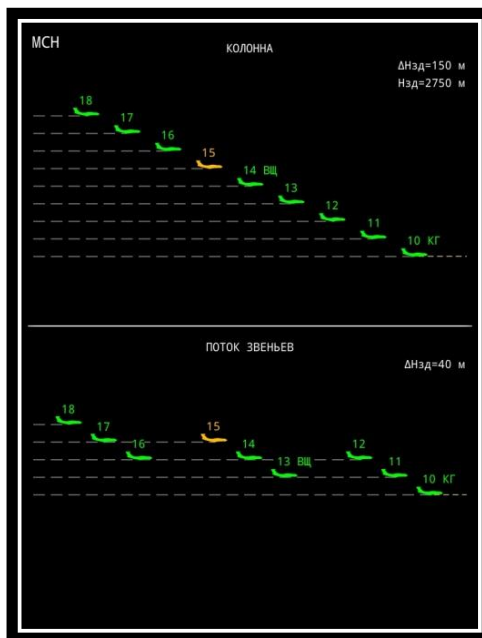 МСН
КОЛОННА
ΔНзд=150 м
Нзд=2750 м
18
17
16
15
14 ВЩ
13
12
11
10 КГ
ПОТОК ЗВЕНЬЕВ
ΔНзд=40 м
18
17
16
15
14
13 ВЩ
12
11
10 КГ